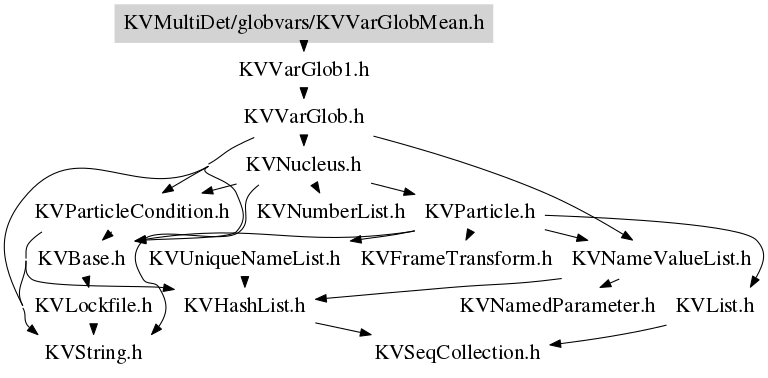 KVMultiDet/globvars/KVVarGlobMean.h
KVVarGlob1.h
KVVarGlob.h
KVNucleus.h
KVParticleCondition.h
KVNumberList.h
KVParticle.h
KVBase.h
KVUniqueNameList.h
KVFrameTransform.h
KVNameValueList.h
KVLockfile.h
KVHashList.h
KVNamedParameter.h
KVList.h
KVString.h
KVSeqCollection.h